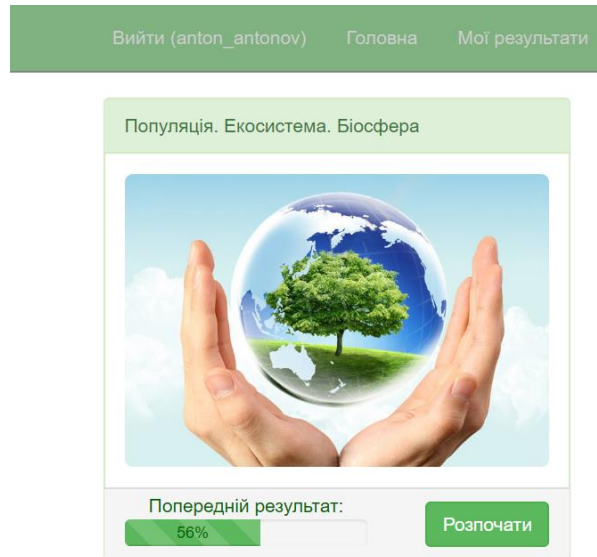 Вийти (anton_antonov) Головна Мої результати
Популяція. Екосистема. Біосфера
Попередній результат:
56%
Розпочати